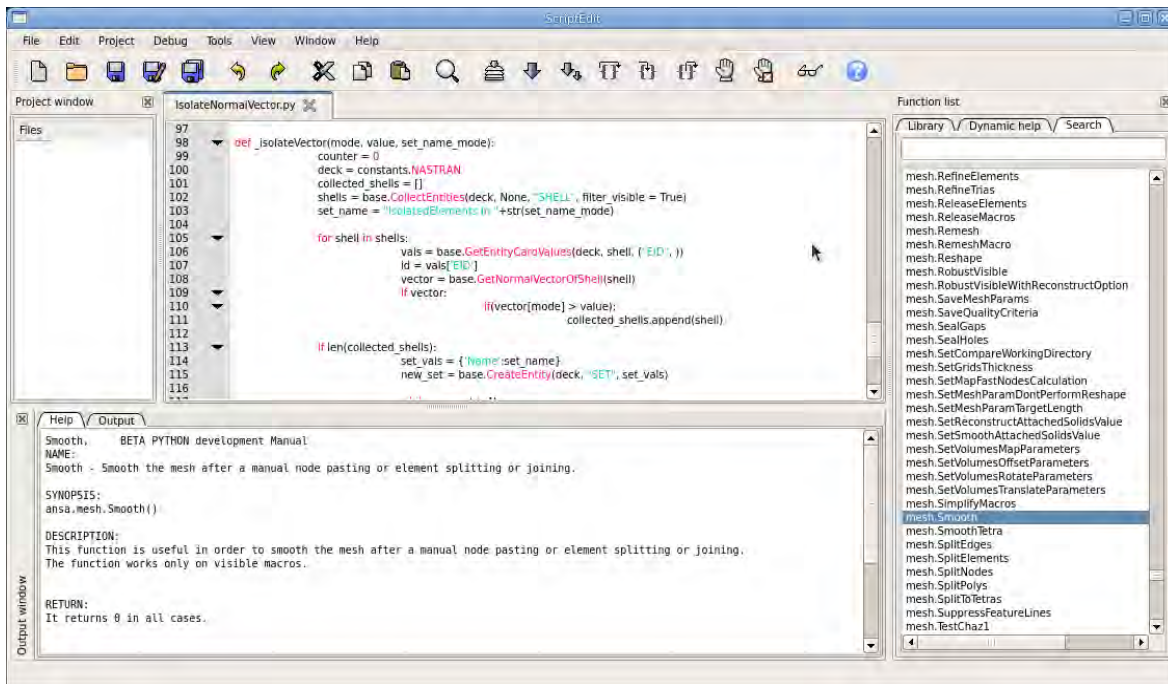 ScriptEdit
File Edit Project Debug Tools View Window Help
Project window
Files
IsolateNormalVector.py
97
98 def _isolateVector(mode, value, set_name_mode):
99 counter = 0
100 deck = constants.NASTRAN
101 collected_shells = []
102 shells = base.CollectEntities(deck, None, "SHELL", filter_visible = True)
103 set_name = "IsolatedElements in "+str(set_name_mode)
104
105 for shell in shells:
106 vals = base.GetEntityCardValues(deck, shell, ("EID", ))
107 id = vals["EID"]
108 vector = base.GetNormalVectorOfShell(shell)
109 if vector:
110 if(vector[mode] > value):
111 collected_shells.append(shell)
112
113 if len(collected_shells):
114 set_vals = {"Name":set_name}
115 new_set = base.CreateEntity(deck, "SET", set_vals)
116
Help Output
Smooth, BETA PYTHON development Manual
NAME:
Smooth - Smooth the mesh after a manual node pasting or element splitting or joining.
SYNOPSIS:
ansa.mesh.Smooth()
DESCRIPTION:
This function is useful in order to smooth the mesh after a manual node pasting or element splitting or joining.
The function works only on visible macros.
RETURN:
It returns 0 in all cases.
Output window
Function list
Library Dynamic help Search
mesh.RefineElements
mesh.RefineTrias
mesh.ReleaseElements
mesh.ReleaseMacros
mesh.Remesh
mesh.RemeshMacro
mesh.Reshape
mesh.RobustVisible
mesh.RobustVisibleWithReconstructOption
mesh.SaveMeshParams
mesh.SaveQualityCriteria
mesh.SealGaps
mesh.SealHoles
mesh.SetCompareWorkingDirectory
mesh.SetGridsThickness
mesh.SetMapFastNodesCalculation
mesh.SetMeshParamDontPerformReshape
mesh.SetMeshParamTargetLength
mesh.SetReconstructAttachedSolidsValue
mesh.SetSmoothAttachedSolidsValue
mesh.SetVolumesMapParameters
mesh.SetVolumesOffsetParameters
mesh.SetVolumesRotateParameters
mesh.SetVolumesTranslateParameters
mesh.SimplifyMacros
mesh.Smooth
mesh.SmoothTetra
mesh.SplitEdges
mesh.SplitElements
mesh.SplitNodes
mesh.SplitPolys
mesh.SplitToTetras
mesh.SuppressFeatureLines
mesh.TestChaz1